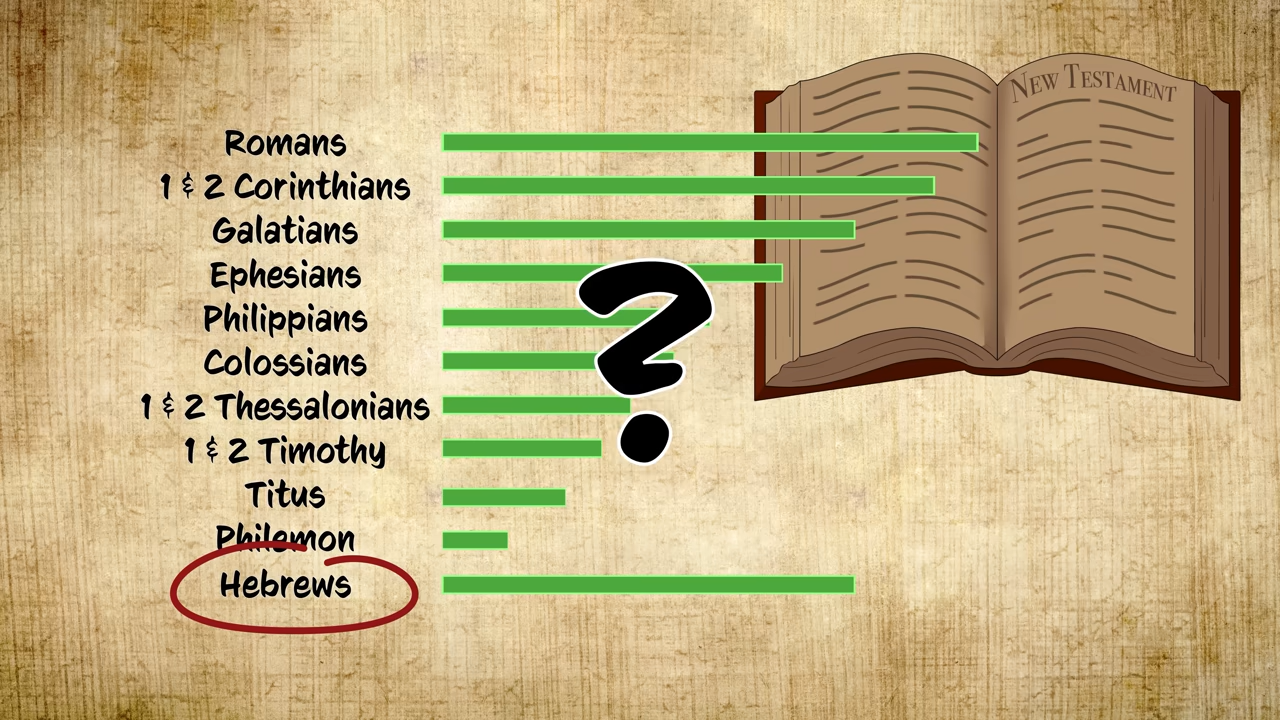 New Testament
Romans
1 & 2 Corinthians
Galatians
Ephesians
Philippians
Colossians
1 & 2 Thessalonians
1 & 2 Timothy
Titus
Philemon
Hebrews
?